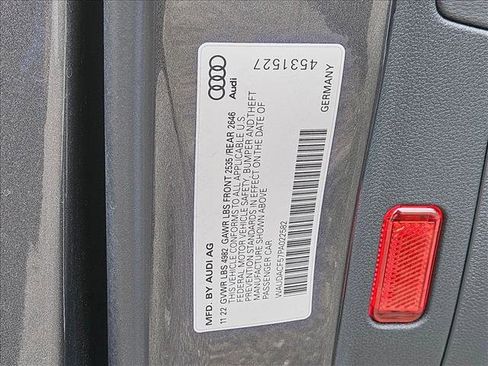 MFD. BY AUDI AG
11 22 GVWR LBS 4982 GAWR LBS FRONT 2535 / REAR 2646
THIS VEHICLE CONFORMS TO ALL APPLICABLE U.S.
FEDERAL MOTOR VEHICLE SAFETY, BUMPER AND THEFT
PREVENTION STANDARDS IN EFFECT ON THE DATE OF
MANUFACTURE SHOWN ABOVE.
PASSENGER CAR
WAUDACF57PA022582
Audi
4531527
GERMANY